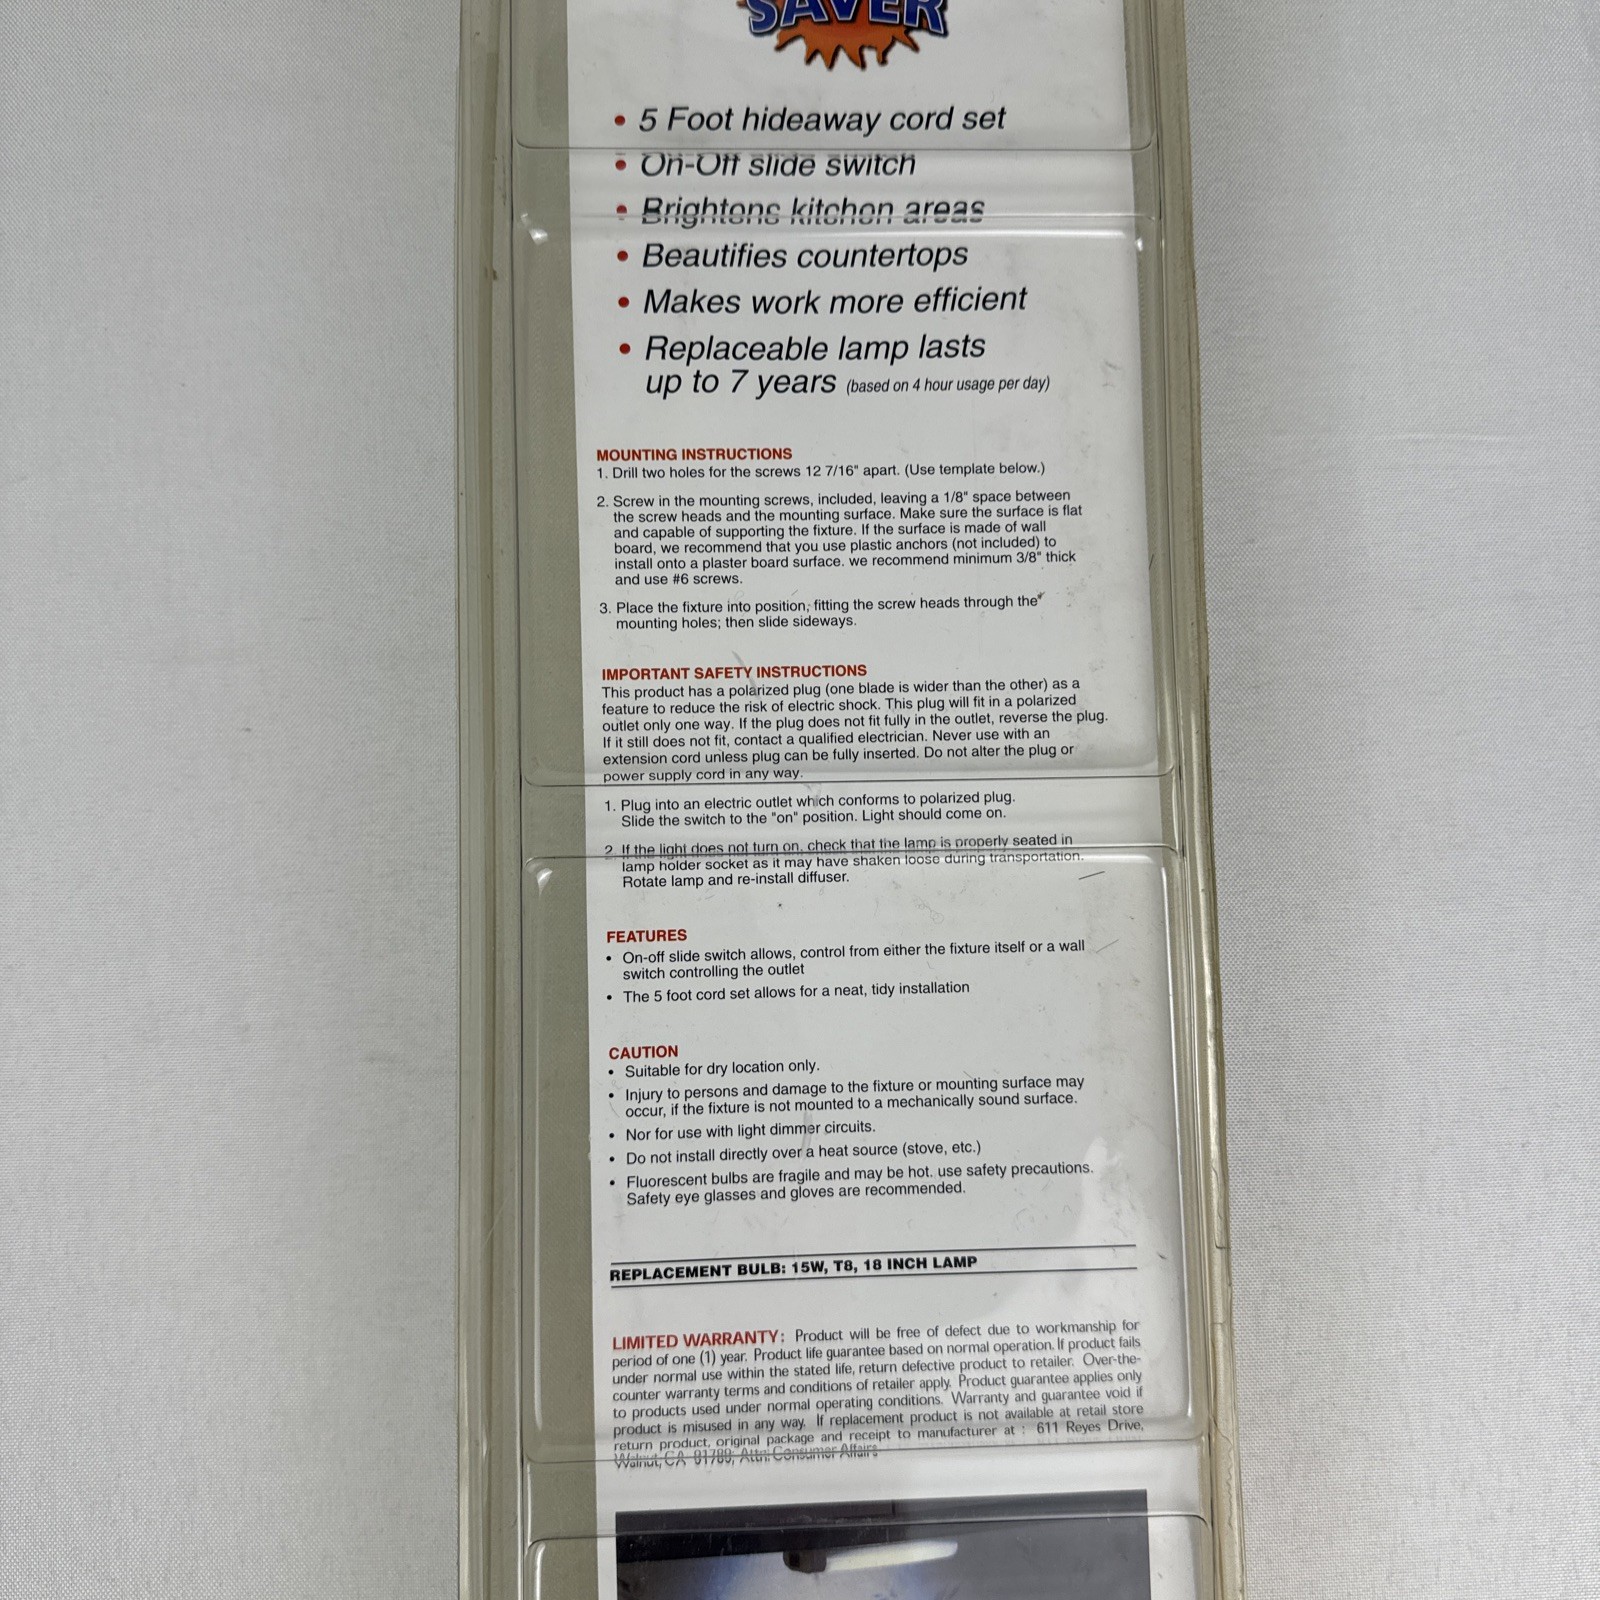 SAVER
• 5 Foot hideaway cord set
• On-Off slide switch
• Brightens kitchen areas
• Beautifies countertops
• Makes work more efficient
• Replaceable lamp lasts
up to 7 years (based on 4 hour usage per day)
MOUNTING INSTRUCTIONS
1. Drill two holes for the screws 12 7/16" apart. (Use template below.)
2. Screw in the mounting screws, included, leaving a 1/8" space between
the screw heads and the mounting surface. Make sure the surface is flat
and capable of supporting the fixture. If the surface is made of wall
board, we recommend that you use plastic anchors (not included) to
install onto a plaster board surface. we recommend minimum 3/8" thick
and use #6 screws.
3. Place the fixture into position, fitting the screw heads through the
mounting holes; then slide sideways.
IMPORTANT SAFETY INSTRUCTIONS
This product has a polarized plug (one blade is wider than the other) as a
feature to reduce the risk of electric shock. This plug will fit in a polarized
outlet only one way. If the plug does not fit fully in the outlet, reverse the plug.
If it still does not fit, contact a qualified electrician. Never use with an
extension cord unless plug can be fully inserted. Do not alter the plug or
power supply cord in any way.
1. Plug into an electric outlet which conforms to polarized plug.
Slide the switch to the "on" position. Light should come on.
2. If the light does not turn on, check that the lamp is properly seated in
lamp holder socket as it may have shaken loose during transportation.
Rotate lamp and re-install diffuser.
FEATURES
• On-off slide switch allows, control from either the fixture itself or a wall
switch controlling the outlet
• The 5 foot cord set allows for a neat, tidy installation
CAUTION
• Suitable for dry location only.
• Injury to persons and damage to the fixture or mounting surface may
occur, if the fixture is not mounted to a mechanically sound surface.
• Nor for use with light dimmer circuits.
• Do not install directly over a heat source (stove, etc.)
• Fluorescent bulbs are fragile and may be hot. use safety precautions.
Safety eye glasses and gloves are recommended.
REPLACEMENT BULB: 15W, T8, 18 INCH LAMP
LIMITED WARRANTY: Product will be free of defect due to workmanship for
period of one (1) year. Product life guarantee based on normal operation. If product fails
under normal use within the stated life, return defective product to retailer. Over-the-
counter warranty terms and conditions of retailer apply. Product guarantee applies only
to products used under normal operating conditions. Warranty and guarantee void if
product is misused in any way. If replacement product is not available at retail store
return product, original package and receipt to manufacturer at : 611 Reyes Drive,
Walnut, CA 91789; Attn: Consumer Affairs